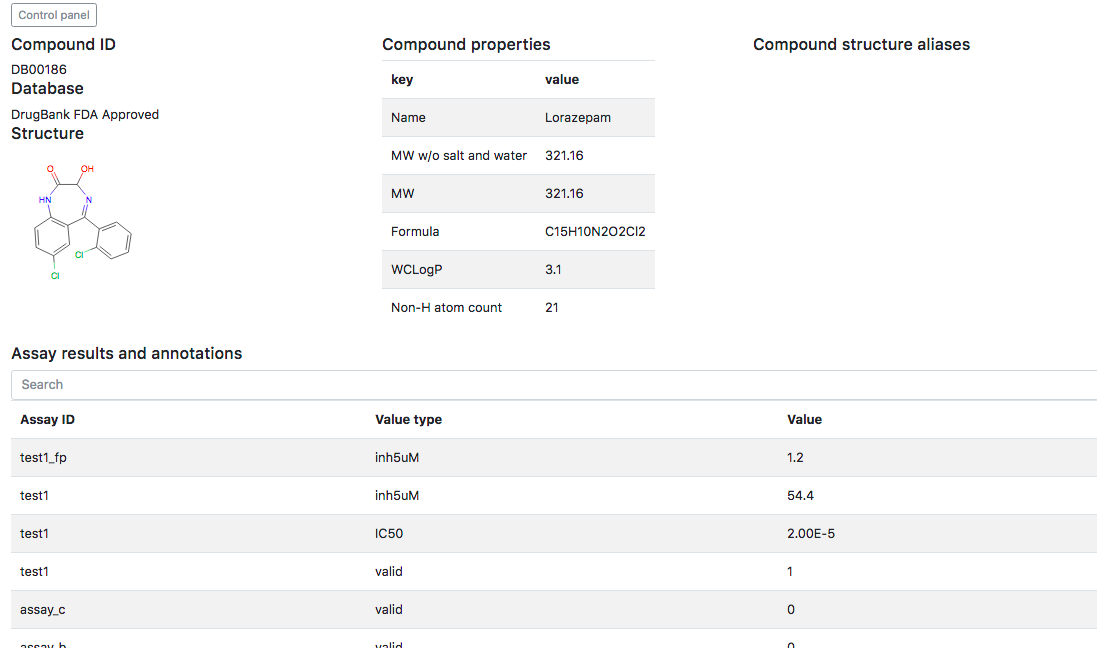 Control panel
Compound ID
DB00186
Database
DrugBank FDA Approved
Structure
O
OH
HN
N
Cl
Cl
Compound properties
key value
Name Lorazepam
MW w/o salt and water 321.16
MW 321.16
Formula C15H10N2O2Cl2
WCLogP 3.1
Non-H atom count 21
Compound structure aliases
Assay results and annotations
Search
Assay ID Value type Value
test1_fp inh5uM 1.2
test1 inh5uM 54.4
test1 IC50 2.00E-5
test1 valid 1
assay_c valid 0
assay_b valid 0